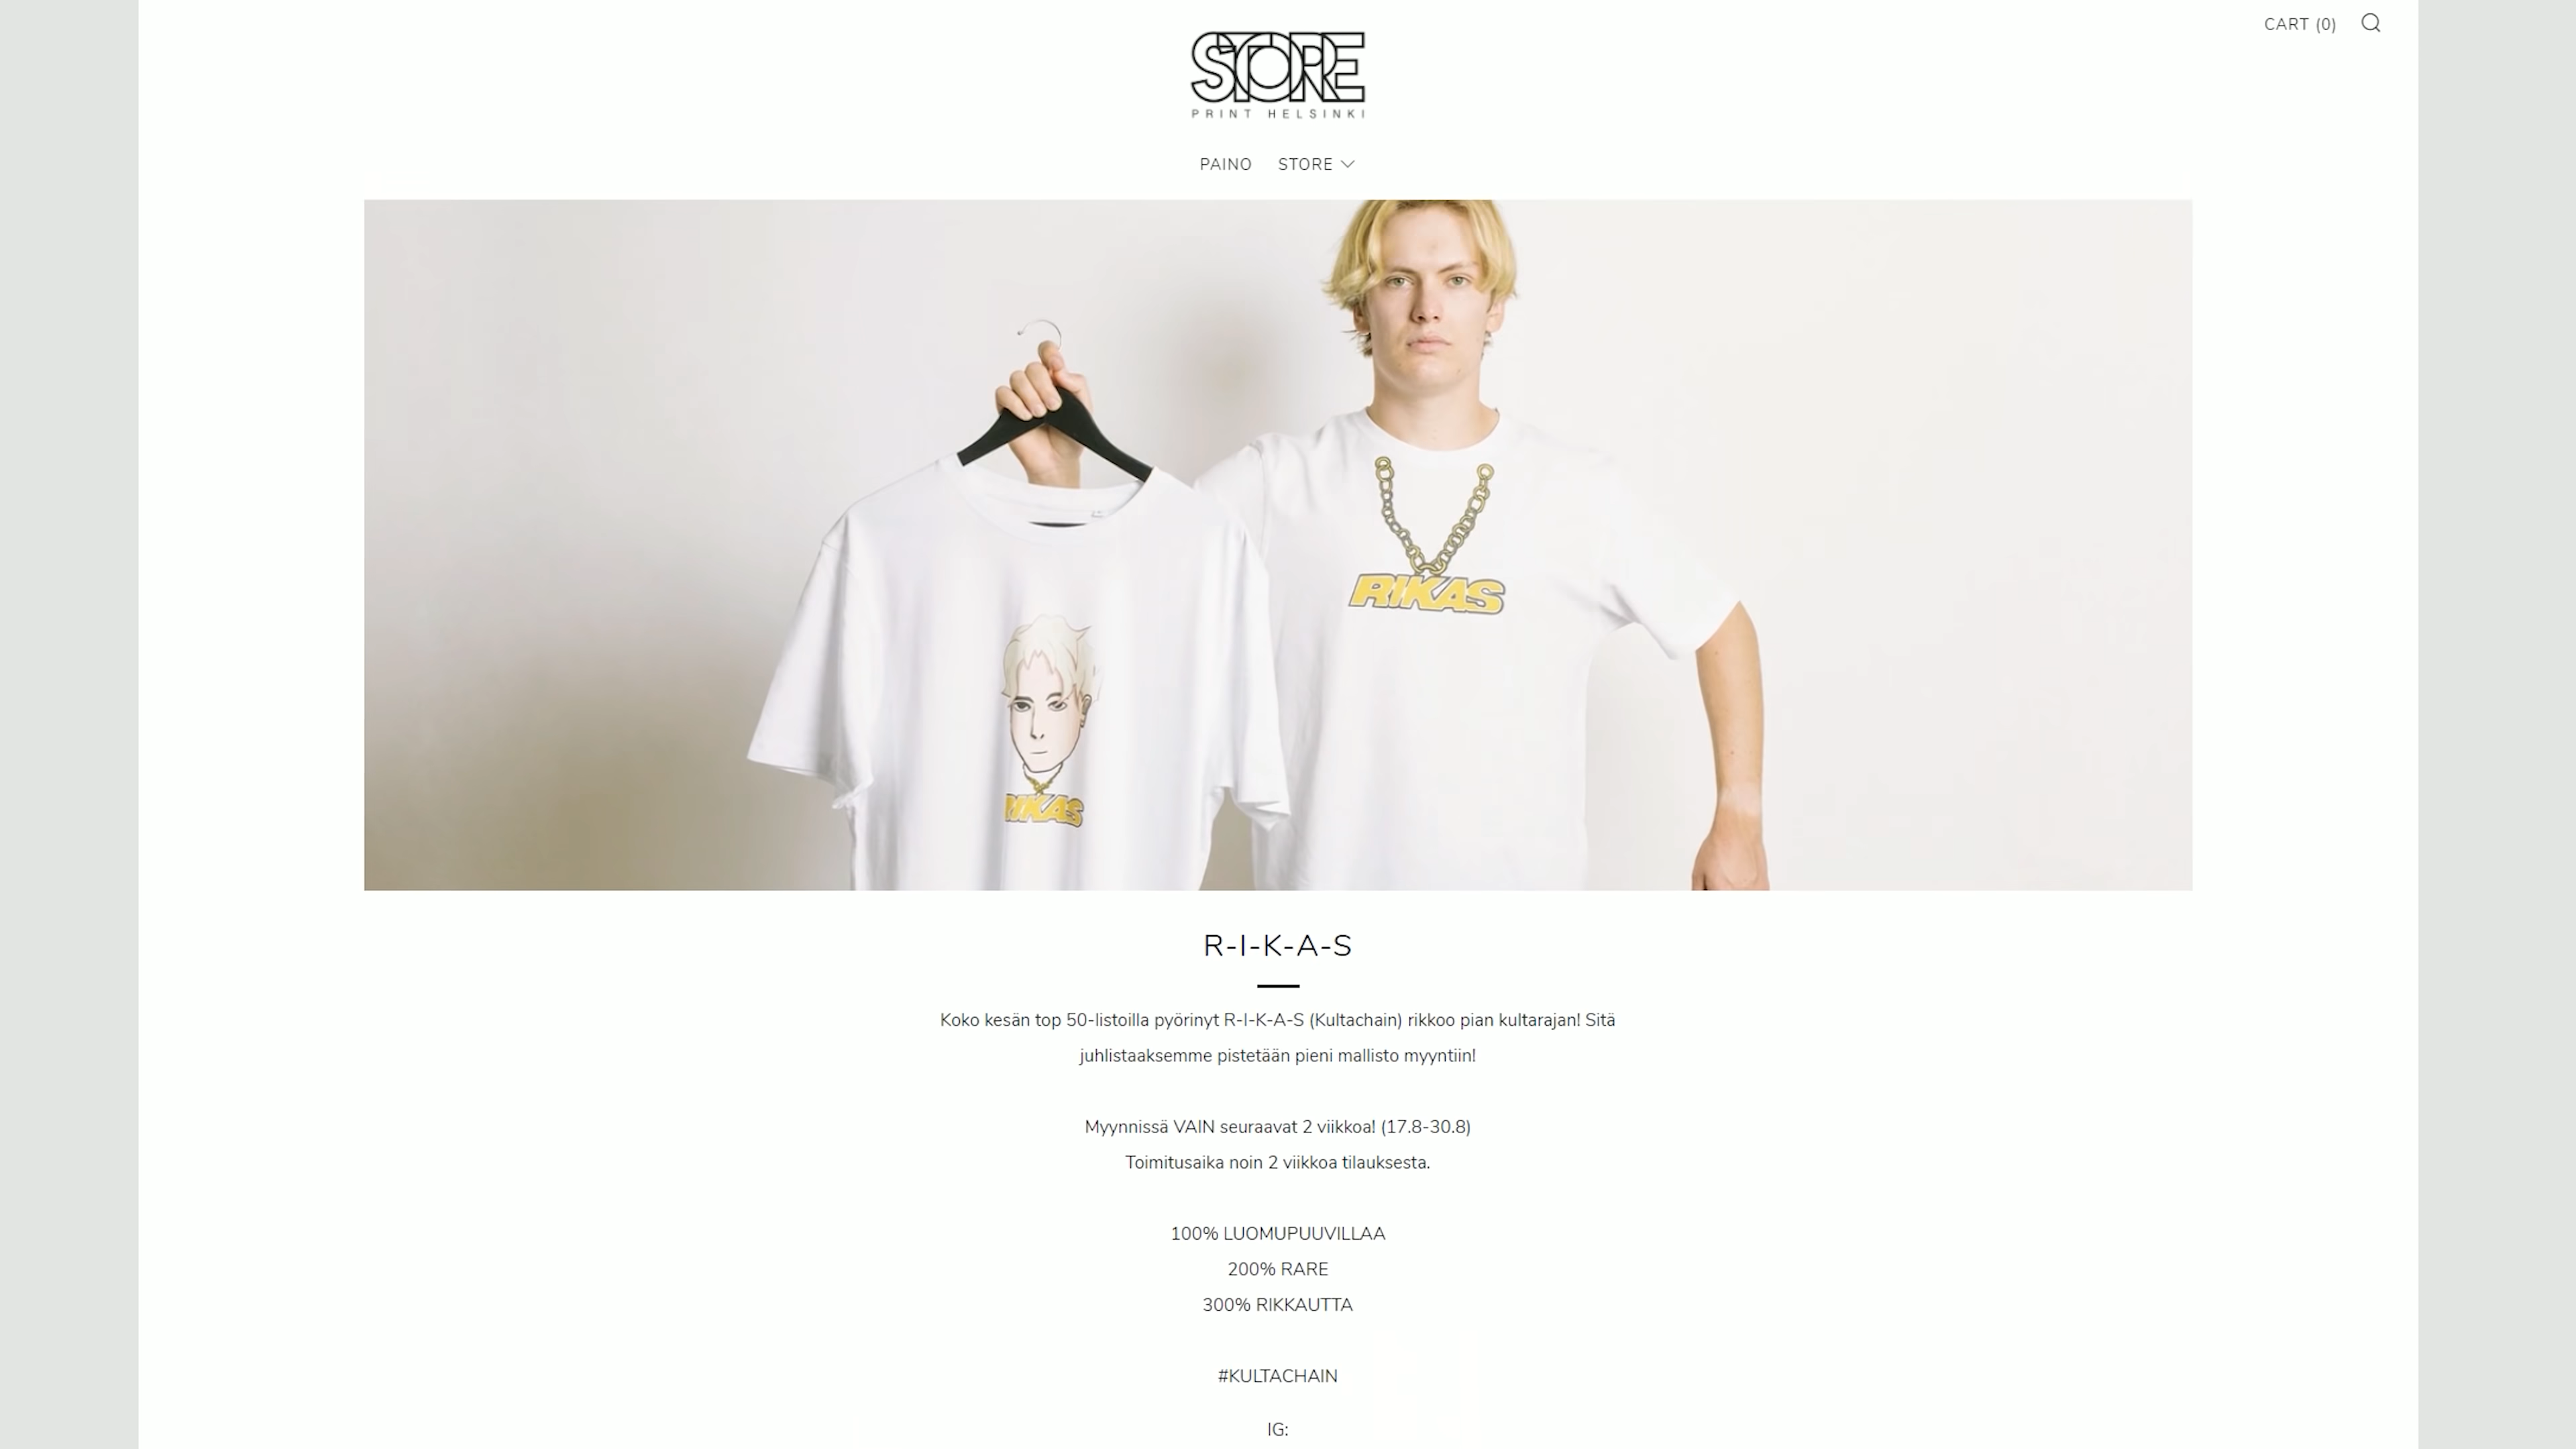 CART (0)
STORE
PRINT HELSINKI
PAINO STORE
RIKAS
RIKAS
R-I-K-A-S
Koko kesän top 50-listoilla pyörinyt R-I-K-A-S (Kultachain) rikkoo pian kultarajan! Sitä
juhlistaaksemme pistetään pieni mallisto myyntiin!
Myynnissä VAIN seuraavat 2 viikkoa! (17.8-30.8)
Toimitusaika noin 2 viikkoa tilauksesta.
100% LUOMUPUUVILLAA
200% RARE
300% RIKKAUTTA
#KULTACHAIN
IG: